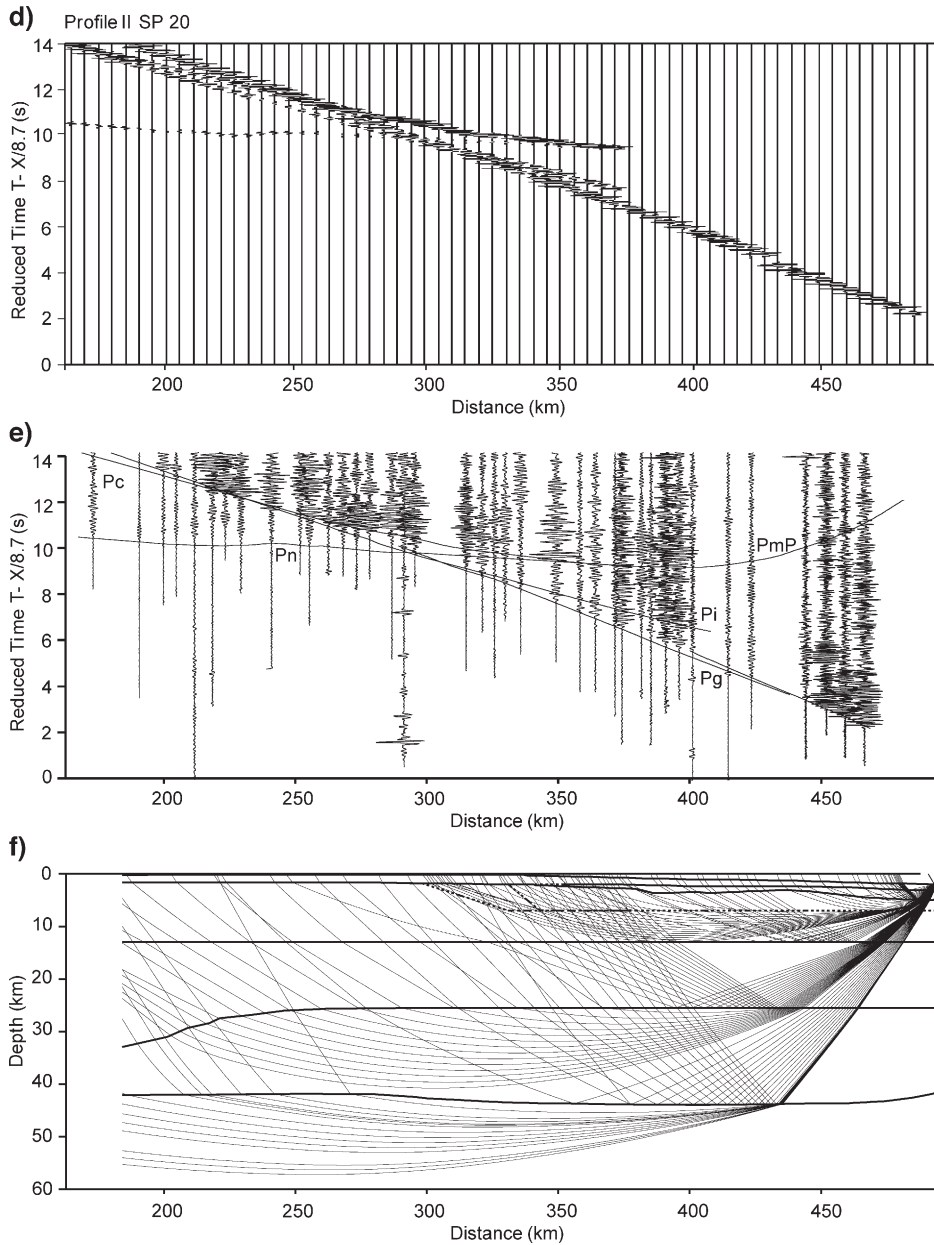 d) Profile II SP 20
14
12
10
8
6
4
2
0
Reduced Time T- X/8.7 (s)
200 250 300 350 400 450
Distance (km)
e)
14
12
10
8
6
4
2
0
Reduced Time T- X/8.7 (s)
Pc
Pn
PmP
Pi
Pg
200 250 300 350 400 450
Distance (km)
f)
0
10
20
30
40
50
60
Depth (km)
200 250 300 350 400 450
Distance (km)